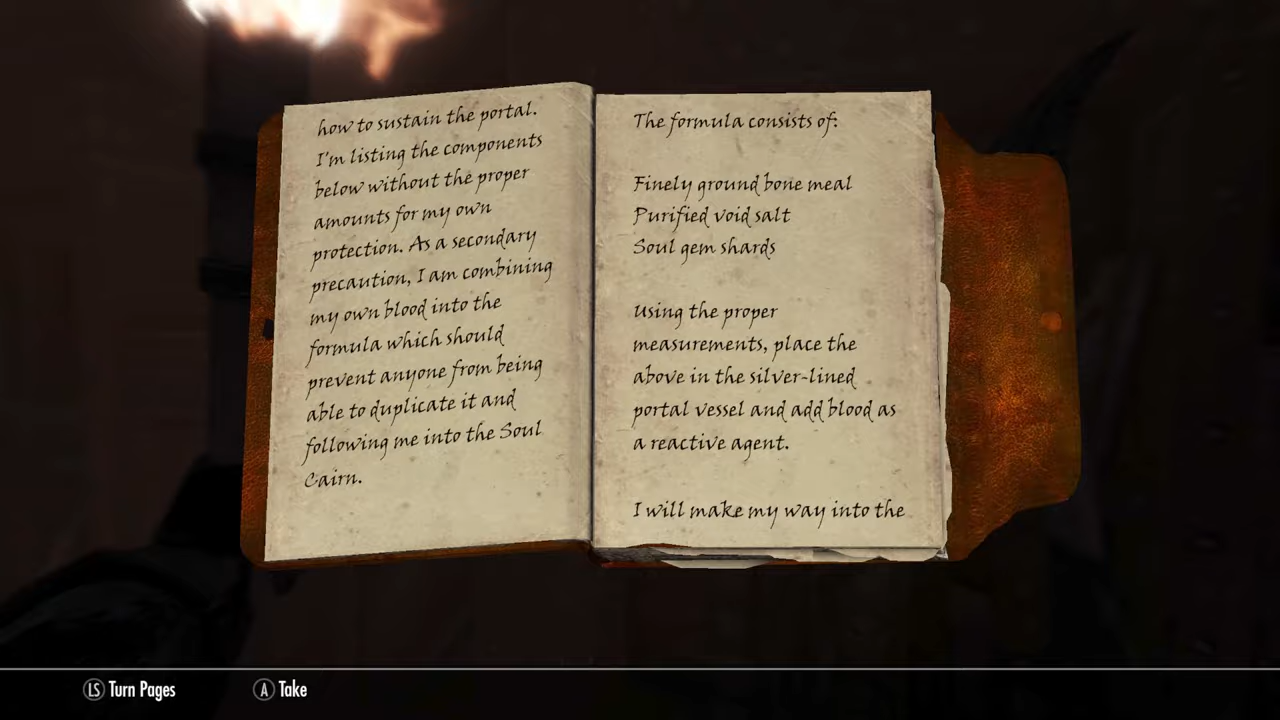 how to sustain the portal.
I'm listing the components
below without the proper
amounts for my own
protection. As a secondary
precaution, I am combining
my own blood into the
formula which should
prevent anyone from being
able to duplicate it and
following me into the Soul
Cairn.
The formula consists of:
Finely ground bone meal
Purified void salt
Soul gem shards
Using the proper
measurements, place the
above in the silver-lined
portal vessel and add blood as
a reactive agent.
I will make my way into the
LS Turn Pages
A Take